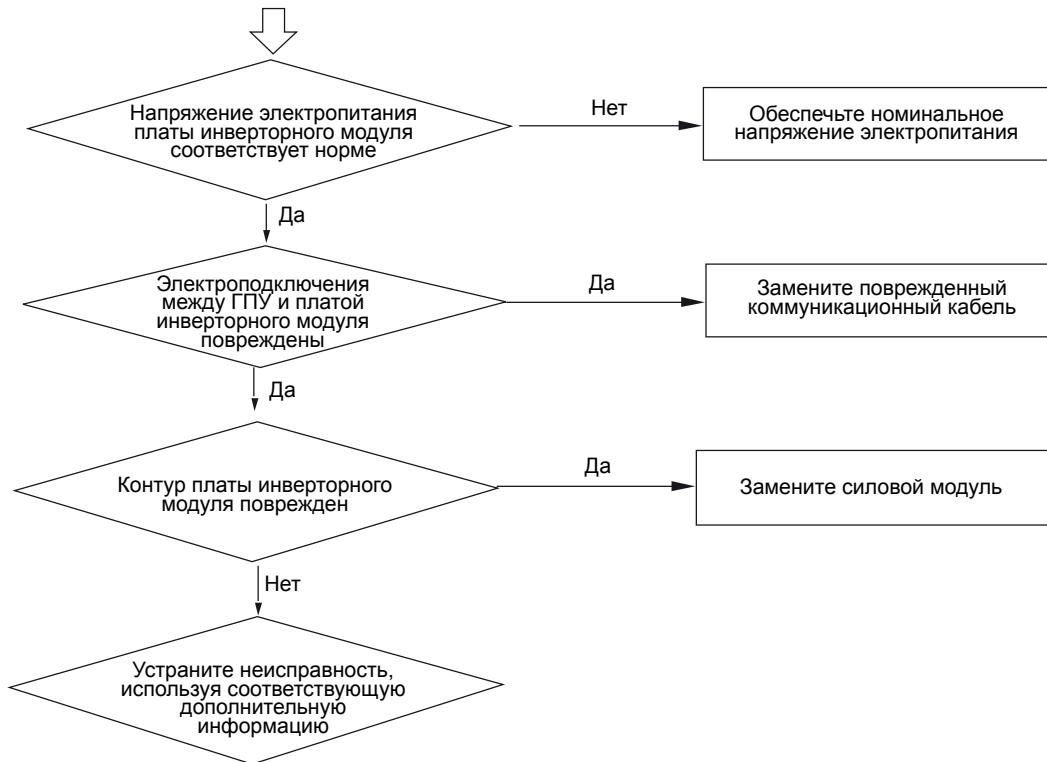 Напряжение электропитания
платы инверторного модуля
соответствует норме
Нет
Обеспечьте номинальное
напряжение электропитания
Да
Электроподключения
между ГПУ и платой
инверторного модуля
повреждены
Да
Замените поврежденный
коммуникационный кабель
Да
Контур платы инверторного
модуля поврежден
Да
Замените силовой модуль
Нет
Устраните неисправность,
используя соответствующую
дополнительную
информацию